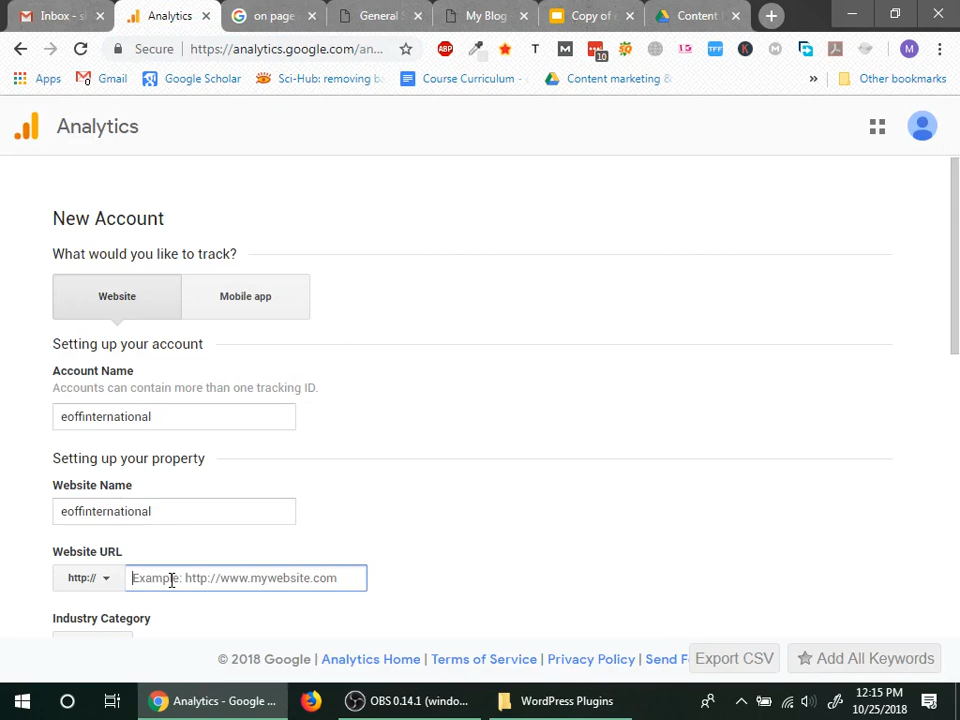 Inbox - s
Analytics
on page
General S
My Blog
Copy of
Content
Secure
https://analytics.google.com/an...
ABP
T
M
10
TFF
K
M
M
Apps
Gmail
Google Scholar
Sci-Hub: removing ba
Course Curriculum -
Content marketing &
»
Other bookmarks
Analytics
New Account
What would you like to track?
Website
Mobile app
Setting up your account
Account Name
Accounts can contain more than one tracking ID.
eoffinternational
Setting up your property
Website Name
eoffinternational
Website URL
http://
Example: http://www.mywebsite.com
Industry Category
© 2018 Google | Analytics Home | Terms of Service | Privacy Policy | Send F
Export CSV
Add All Keywords
Analytics - Google ...
OBS 0.14.1 (windo...
WordPress Plugins
12:15 PM
10/25/2018